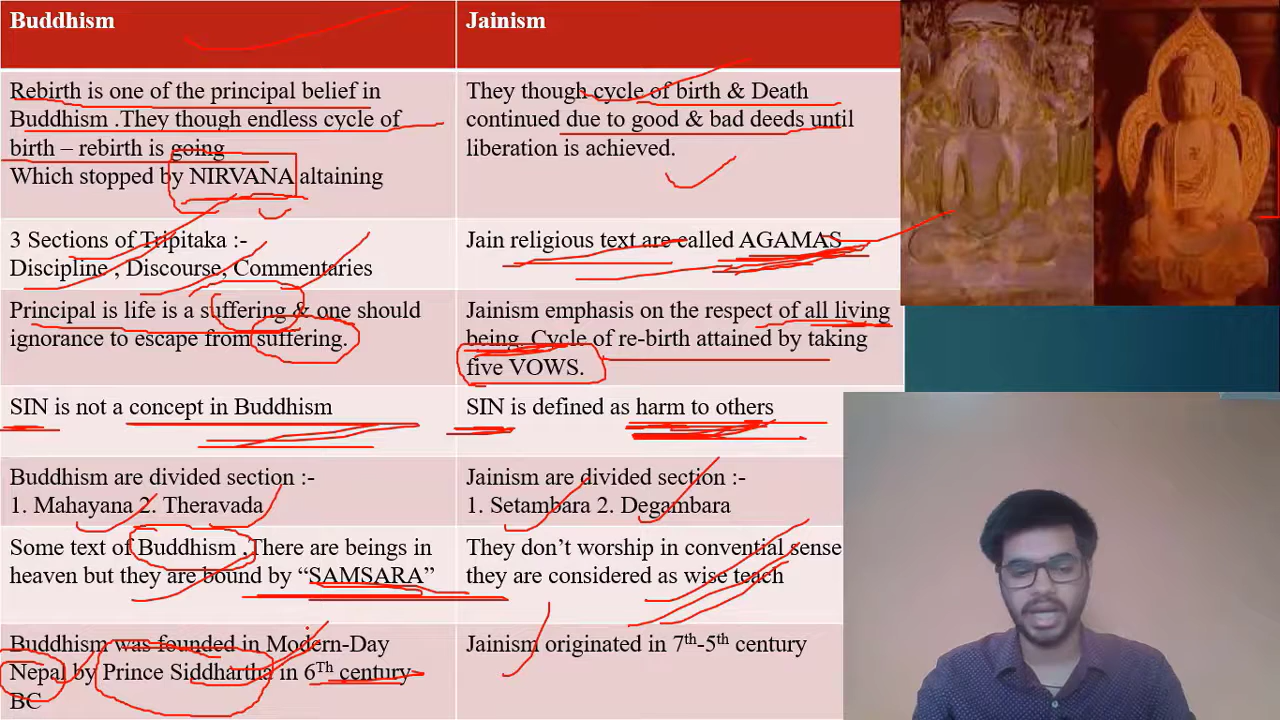 Buddhism
Jainism
Rebirth is one of the principal belief in
Buddhism .They though endless cycle of
birth – rebirth is going
Which stopped by NIRVANA altaining
They though cycle of birth & Death
continued due to good & bad deeds until
liberation is achieved.
3 Sections of Tripitaka :-
Discipline , Discourse, Commentaries
Jain religious text are called AGAMAS
Principal is life is a suffering & one should
ignorance to escape from suffering.
Jainism emphasis on the respect of all living
being. Cycle of re-birth attained by taking
five VOWS.
SIN is not a concept in Buddhism
SIN is defined as harm to others
Buddhism are divided section :-
1. Mahayana 2. Theravada
Jainism are divided section :-
1. Setambara 2. Degambara
Some text of Buddhism ,There are beings in
heaven but they are bound by “SAMSARA”
They don’t worship in convential sense
they are considered as wise teach
Buddhism was founded in Modern-Day
Nepal by Prince Siddhartha in 6Th century
BC
Jainism originated in 7th-5th century